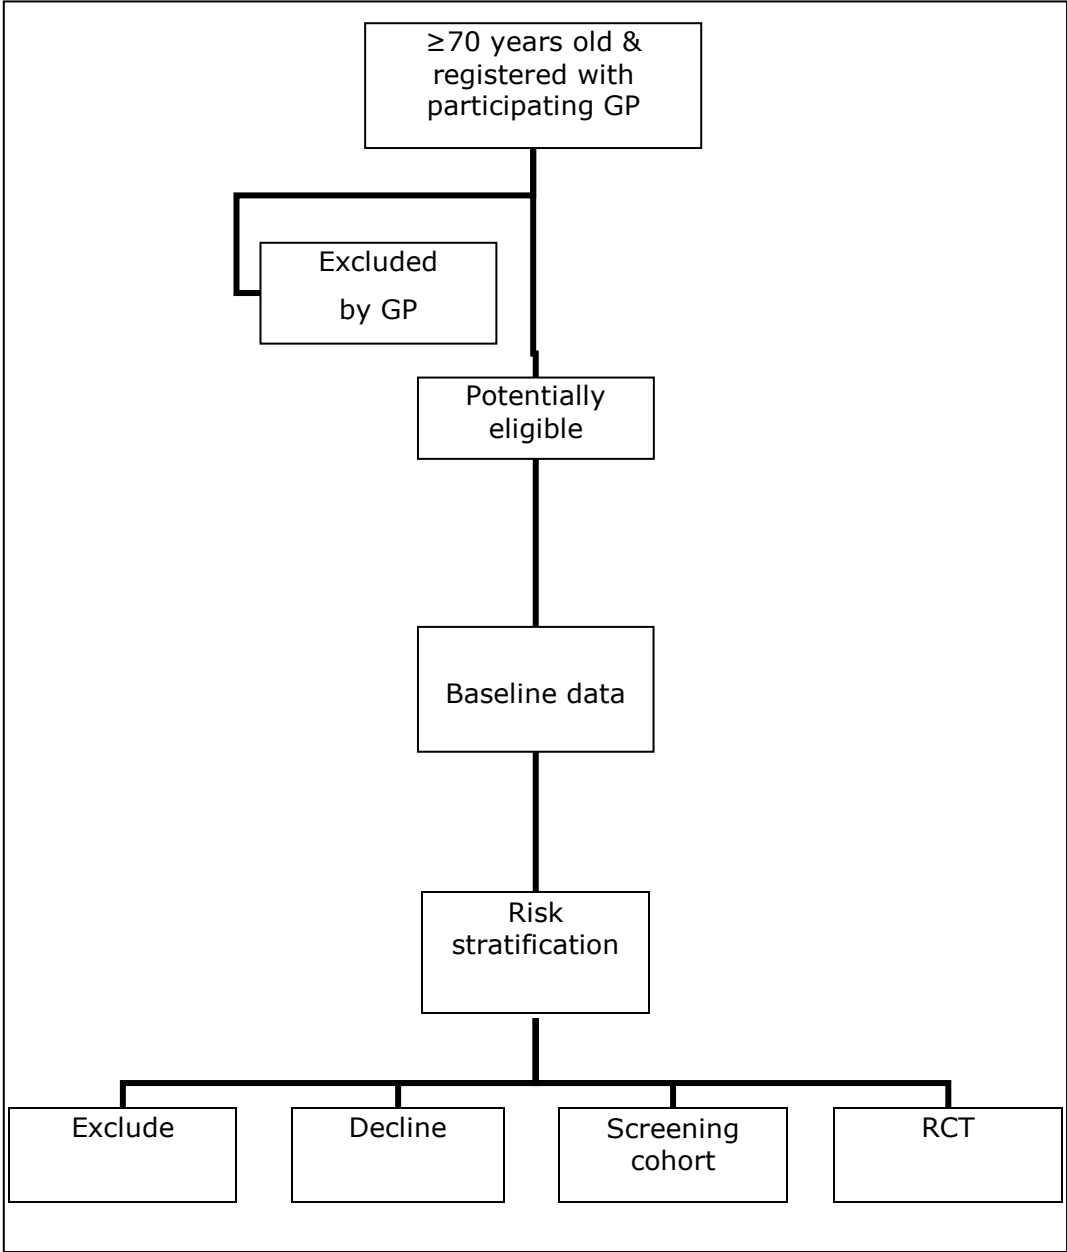 ≥70 years old &
registered with
participating GP
Excluded
by GP
Potentially
eligible
Baseline data
Risk
stratification
Exclude
Decline
Screening
cohort
RCT